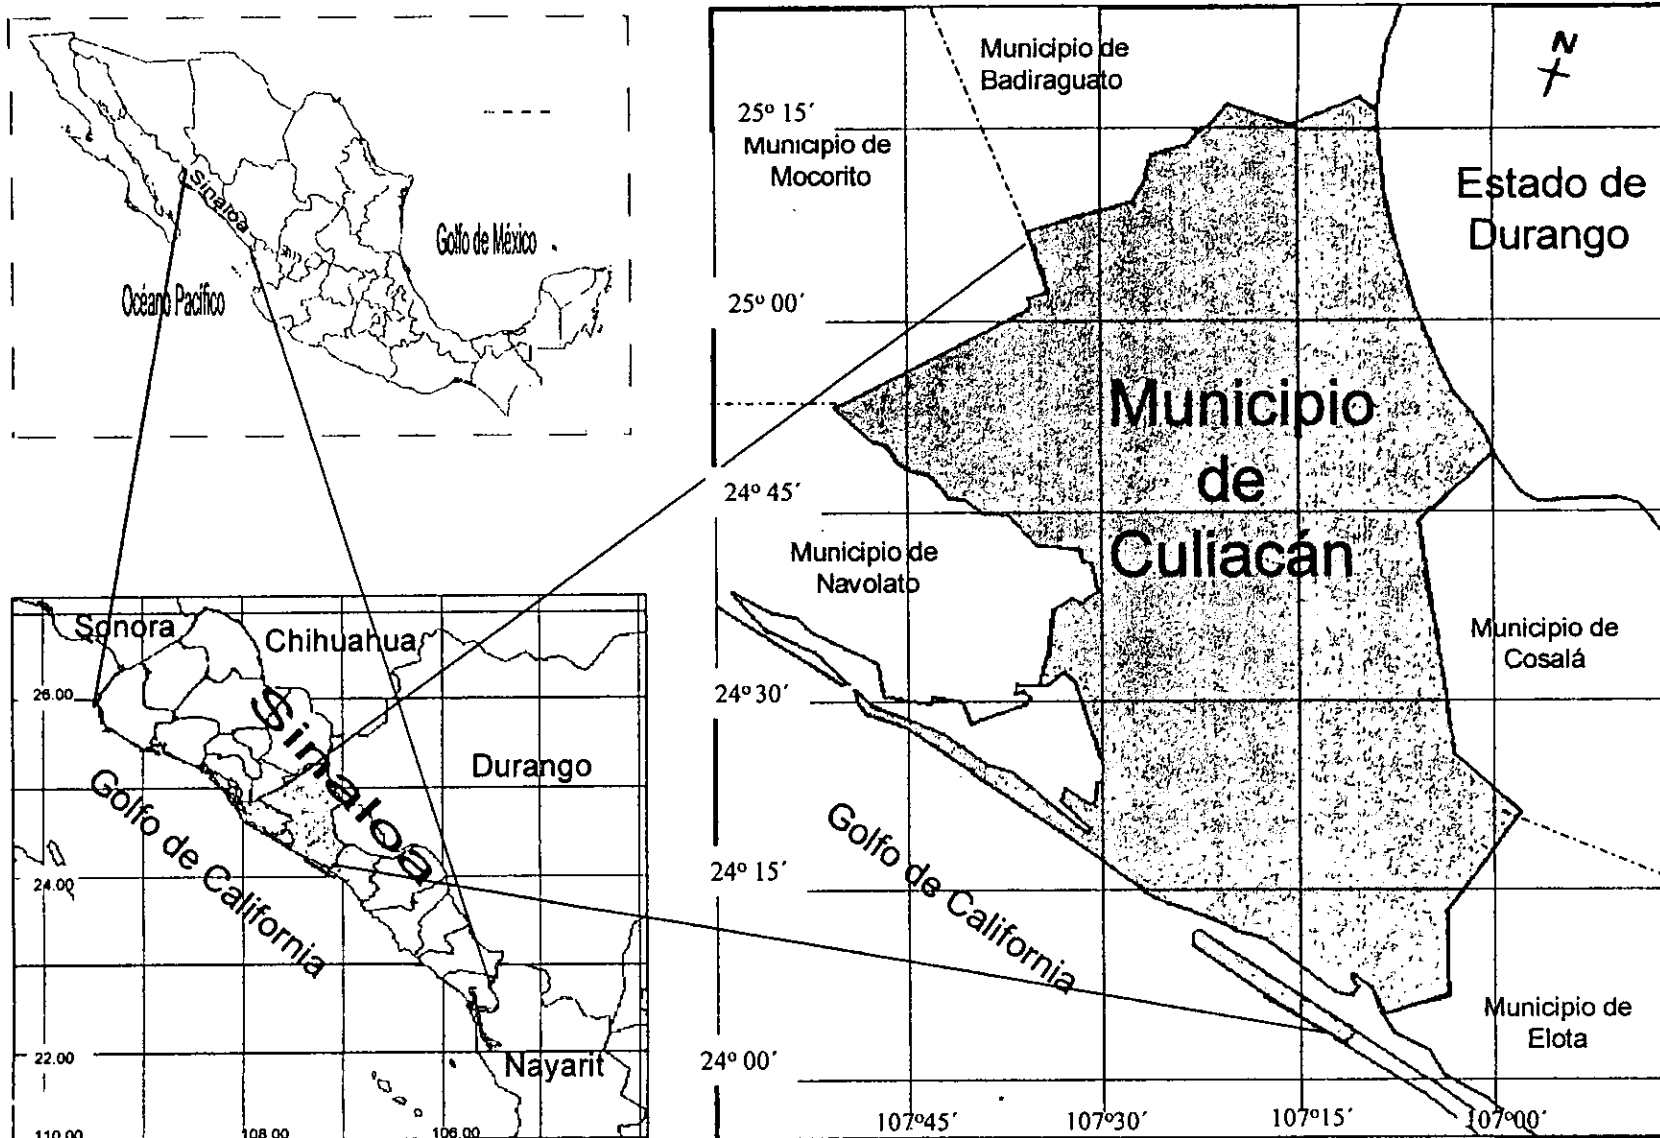 Sinaloa
Golfo de México
Océano Pacífico
Sonora
Chihuahua
26.00
Sinaloa
Durango
Golfo de California
24.00
22.00
Nayarit
110.00
108.00
106.00
N
Municipio de
Badiraguato
25º 15´
Municipio de
Mocorito
Estado de
Durango
25º 00´
Municipio
de
Culiacán
24º 45´
Municipio de
Navolato
Municipio de
Cosalá
24º 30´
Golfo de California
24º 15´
Municipio de
Elota
24º 00´
107º45´
107º30´
107º15´
107º00´